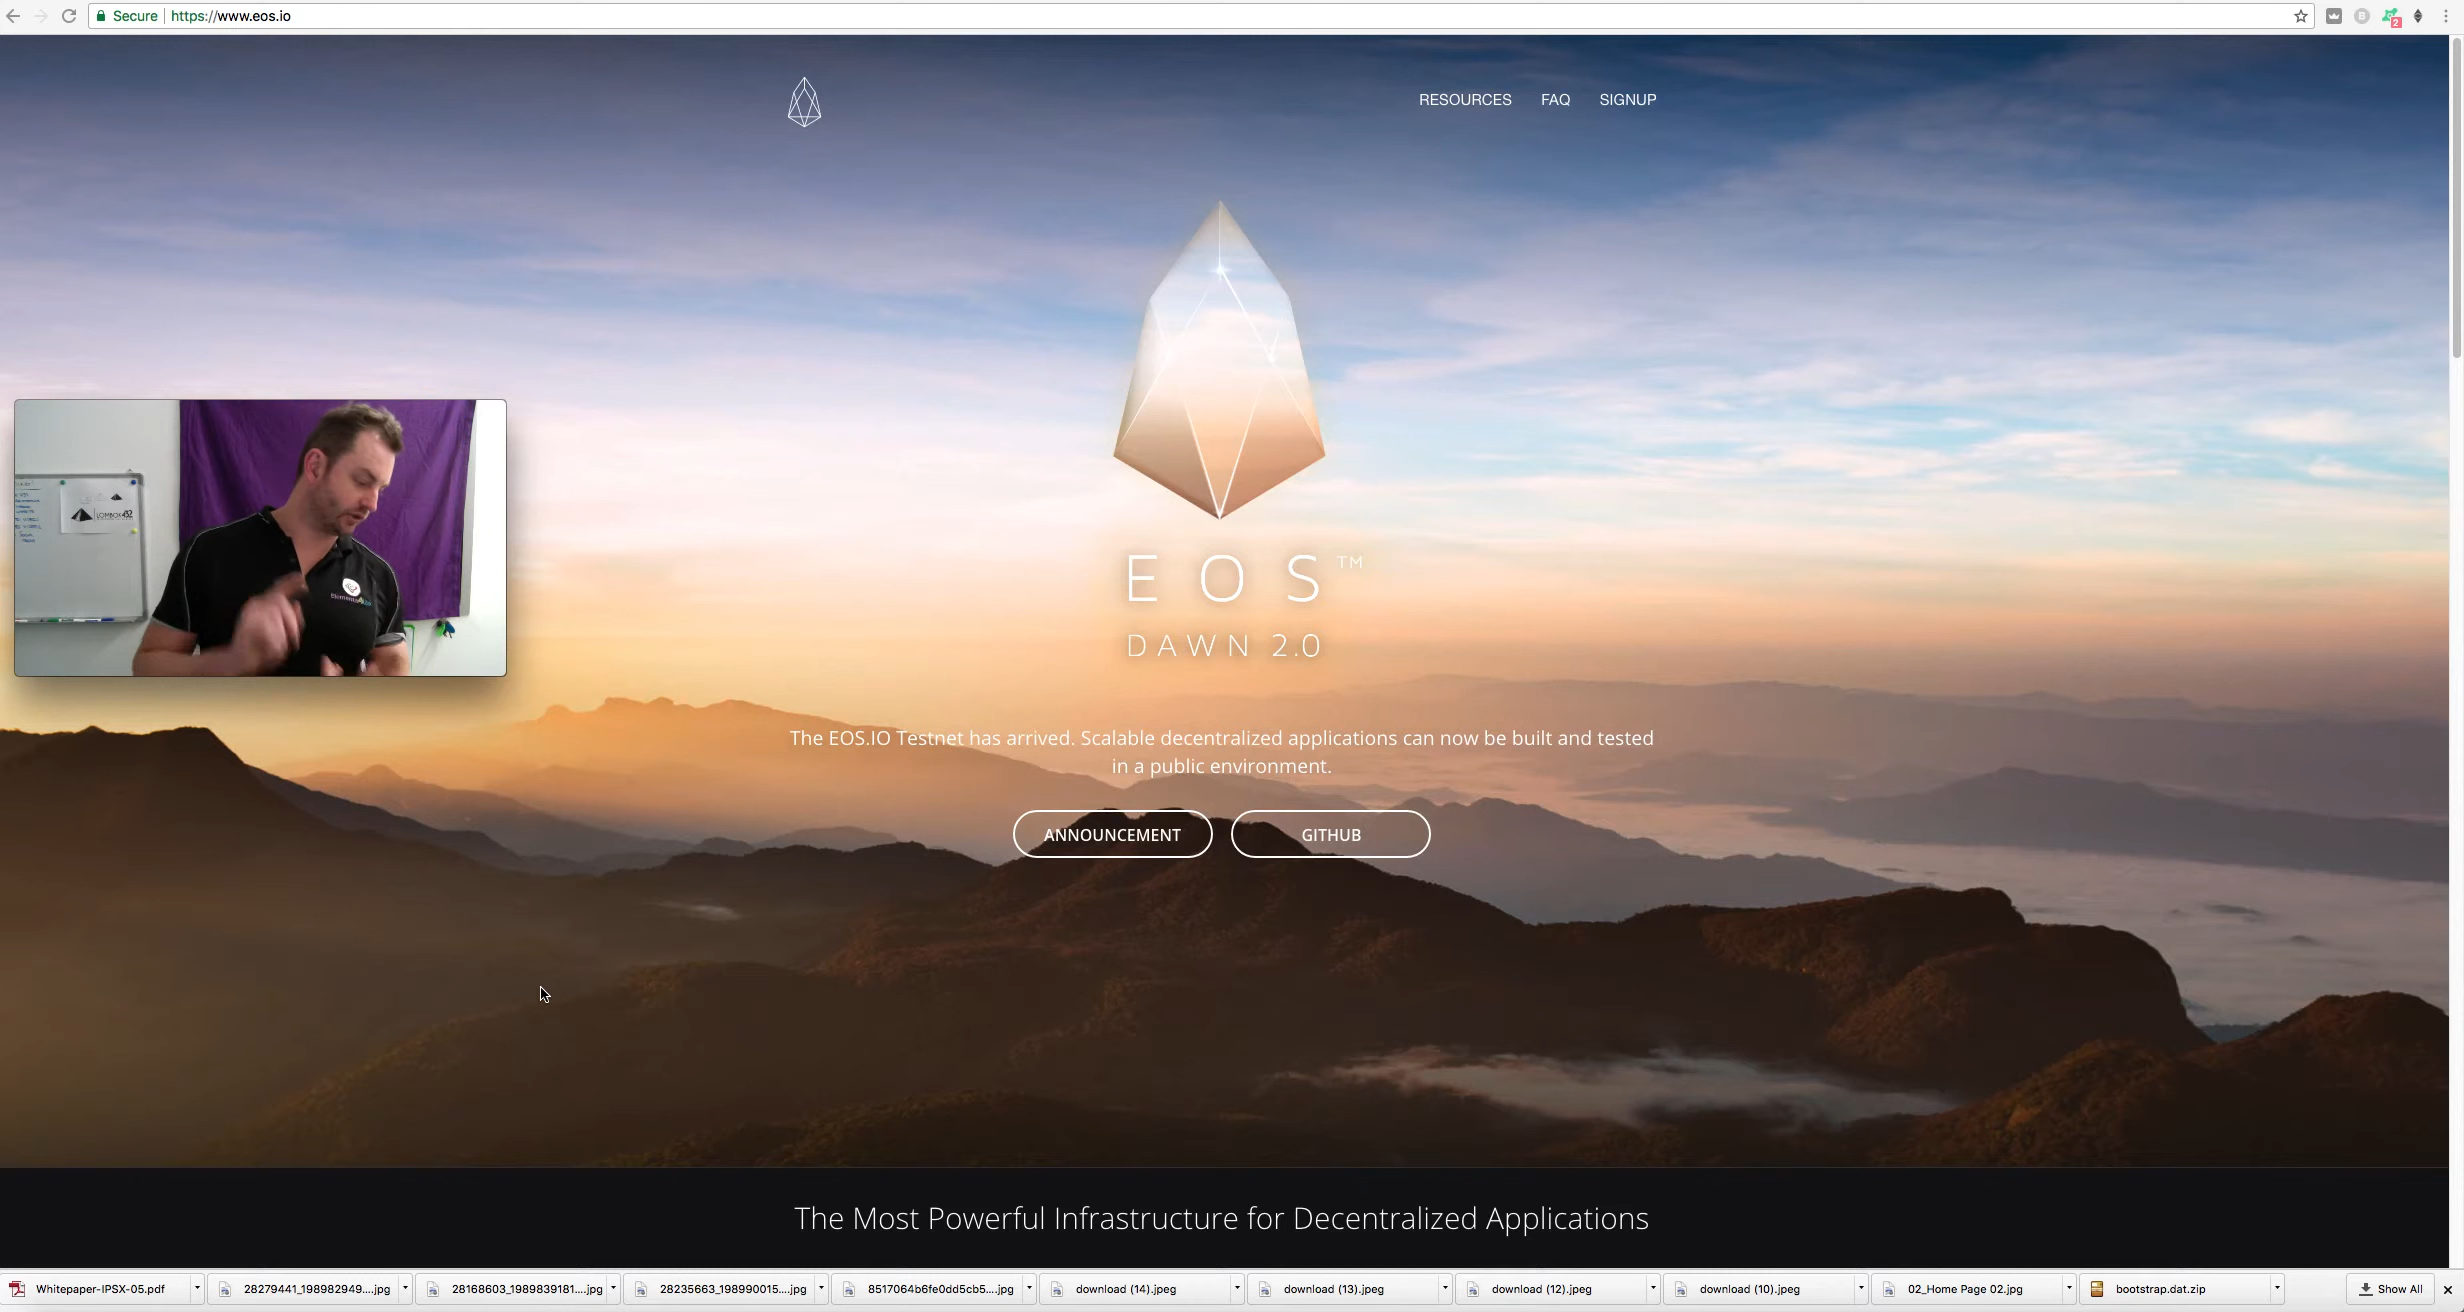 Secure https://www.eos.io
2
RESOURCES FAQ SIGNUP
LOMBOK432
E O S™
DAWN 2.0
The EOS.IO Testnet has arrived. Scalable decentralized applications can now be built and tested
in a public environment.
ANNOUNCEMENT GITHUB
The Most Powerful Infrastructure for Decentralized Applications
Whitepaper-IPSX-05.pdf 28279441_198982949....jpg 28168603_1989839181....jpg 28235663_198990015....jpg 8517064b6fe0dd5cb5....jpg download (14).jpeg download (13).jpeg download (12).jpeg download (10).jpeg 02_Home Page 02.jpg bootstrap.dat.zip Show All